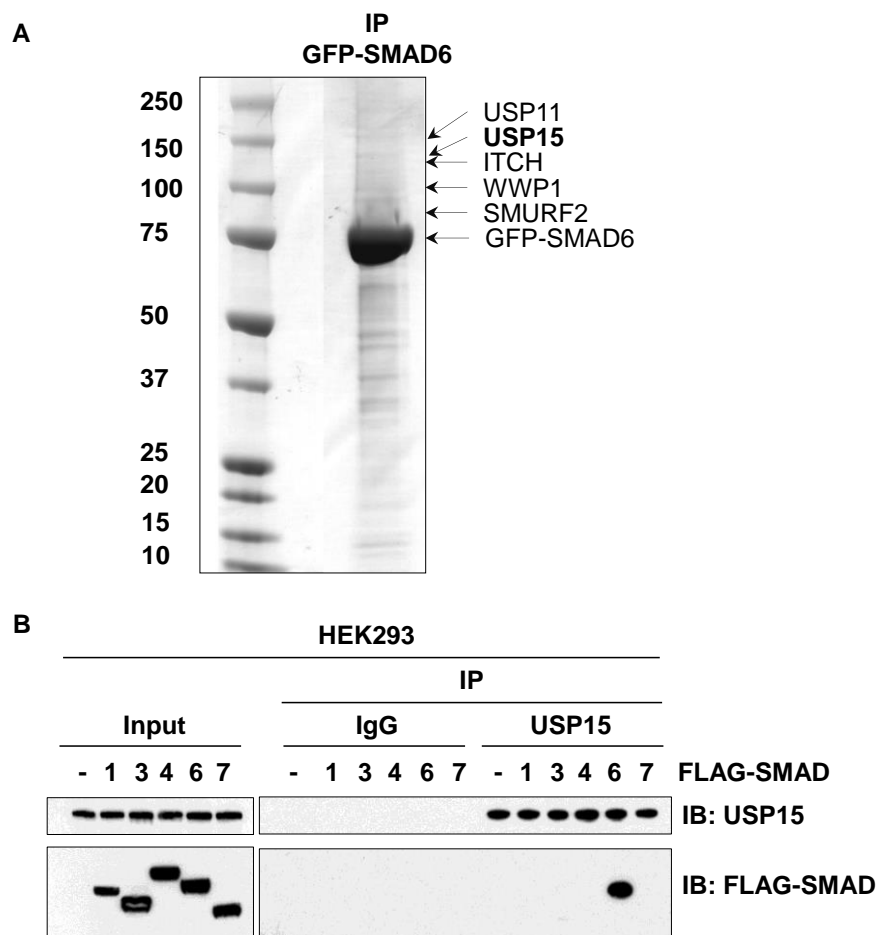 A
IP
GFP-SMAD6
250
150
100
75
50
37
25
20
15
10
USP11
USP15
ITCH
WWP1
SMURF2
GFP-SMAD6
B
HEK293
IP
Input IgG USP15
- 1 3 4 6 7 - 1 3 4 6 7 - 1 3 4 6 7 FLAG-SMAD
IB: USP15
IB: FLAG-SMAD